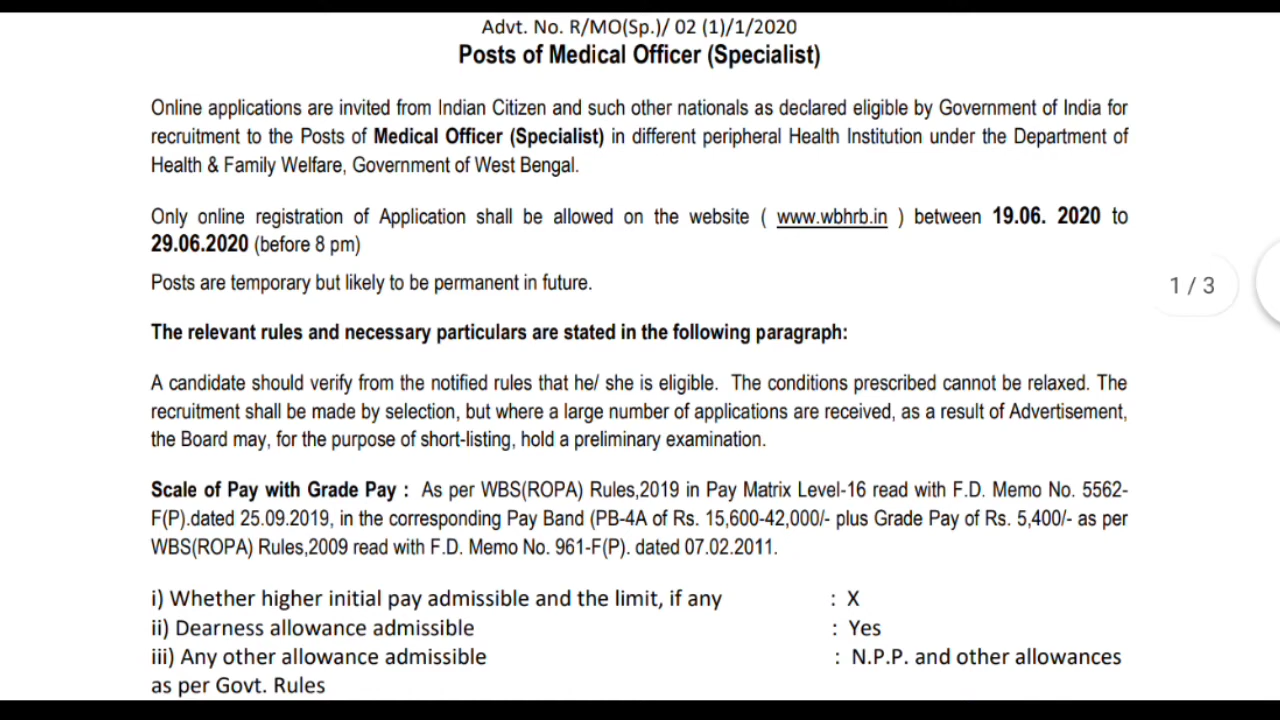 Advt. No. R/MO(Sp.)/ 02 (1)/1/2020
Posts of Medical Officer (Specialist)
Online applications are invited from Indian Citizen and such other nationals as declared eligible by Government of India for
recruitment to the Posts of Medical Officer (Specialist) in different peripheral Health Institution under the Department of
Health & Family Welfare, Government of West Bengal.
Only online registration of Application shall be allowed on the website ( www.wbhrb.in ) between 19.06. 2020 to
29.06.2020 (before 8 pm)
Posts are temporary but likely to be permanent in future.
1 / 3
The relevant rules and necessary particulars are stated in the following paragraph:
A candidate should verify from the notified rules that he/ she is eligible. The conditions prescribed cannot be relaxed. The
recruitment shall be made by selection, but where a large number of applications are received, as a result of Advertisement,
the Board may, for the purpose of short-listing, hold a preliminary examination.
Scale of Pay with Grade Pay : As per WBS(ROPA) Rules,2019 in Pay Matrix Level-16 read with F.D. Memo No. 5562-
F(P).dated 25.09.2019, in the corresponding Pay Band (PB-4A of Rs. 15,600-42,000/- plus Grade Pay of Rs. 5,400/- as per
WBS(ROPA) Rules,2009 read with F.D. Memo No. 961-F(P). dated 07.02.2011.
i) Whether higher initial pay admissible and the limit, if any : X
ii) Dearness allowance admissible : Yes
iii) Any other allowance admissible : N.P.P. and other allowances
as per Govt. Rules